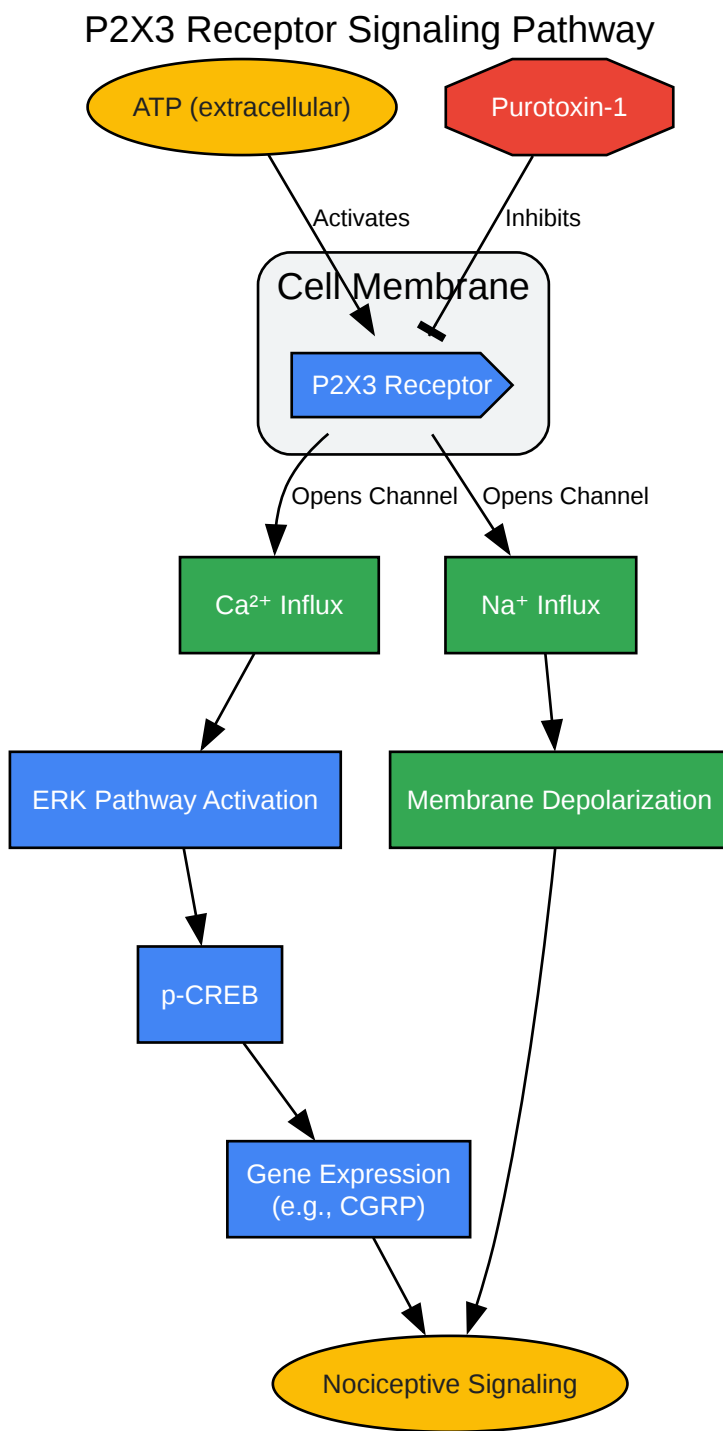 P2X3 Receptor Signaling Pathway
ATP (extracellular)
Purotoxin-1
Activates
Inhibits
Cell Membrane
P2X3 Receptor
Opens Channel
Opens Channel
Ca²⁺ Influx
Na⁺ Influx
ERK Pathway Activation
Membrane Depolarization
p-CREB
Gene Expression
(e.g., CGRP)
Nociceptive Signaling